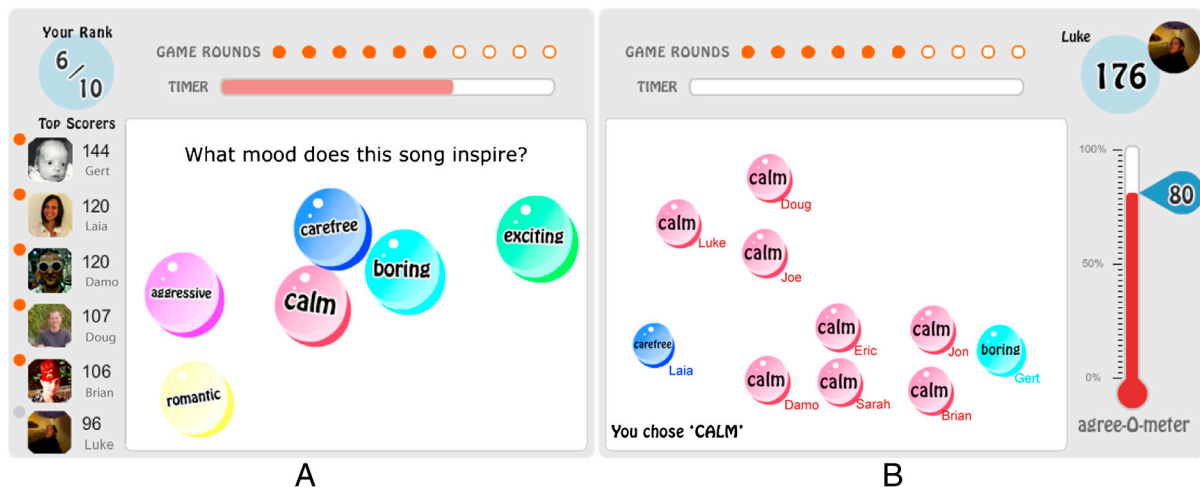 Your Rank
6/10
GAME ROUNDS
TIMER
Top Scorers
144
Gert
120
Laia
120
Damo
107
Doug
106
Brian
96
Luke
What mood does this song inspire?
carefree
exciting
boring
aggressive
calm
romantic
A
GAME ROUNDS
TIMER
Luke
176
calm
Doug
calm
Luke
calm
Joe
calm
Eric
calm
Jon
carefree
Laia
boring
Gert
calm
Damo
calm
Sarah
calm
Brian
You chose 'CALM'
100%
80
50%
0%
agree-O-meter
B